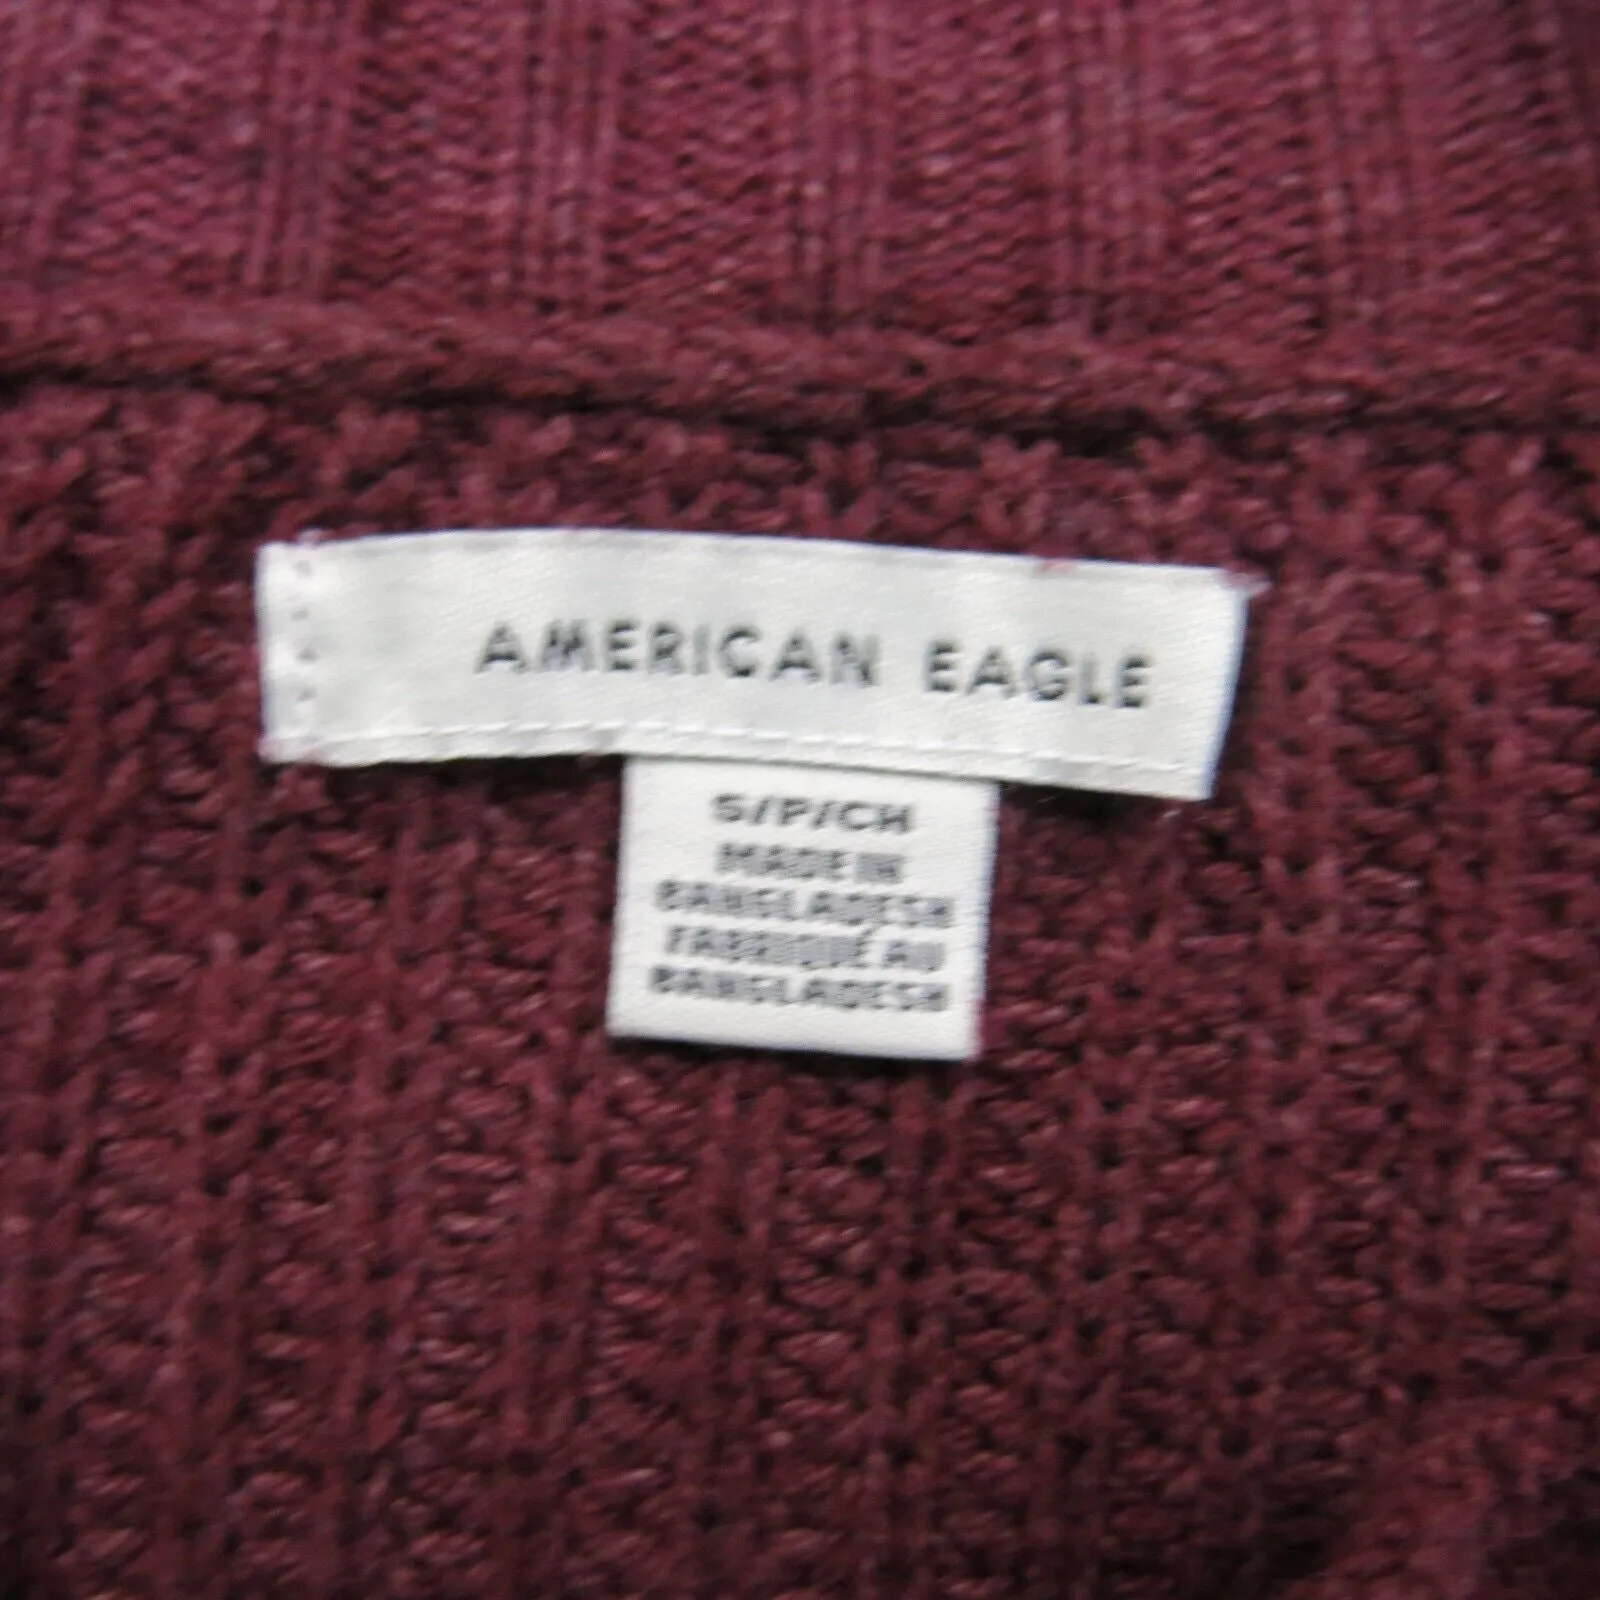 AMERICAN EAGLE
S/P/CH
MADE IN
BANGLADESH
FABRIQUÉ AU
BANGLADESH